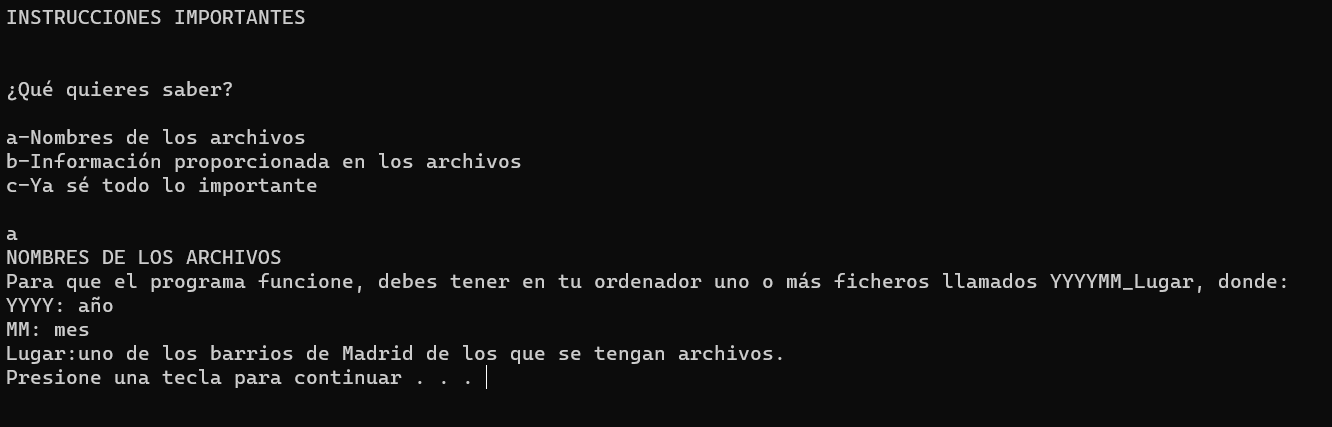 INSTRUCCIONES IMPORTANTES
¿Qué quieres saber?
a-Nombres de los archivos
b-Información proporcionada en los archivos
c-Ya sé todo lo importante
a
NOMBRES DE LOS ARCHIVOS
Para que el programa funcione, debes tener en tu ordenador uno o más ficheros llamados YYYYMM_Lugar, donde:
YYYY: año
MM: mes
Lugar:uno de los barrios de Madrid de los que se tengan archivos.
Presione una tecla para continuar . . .